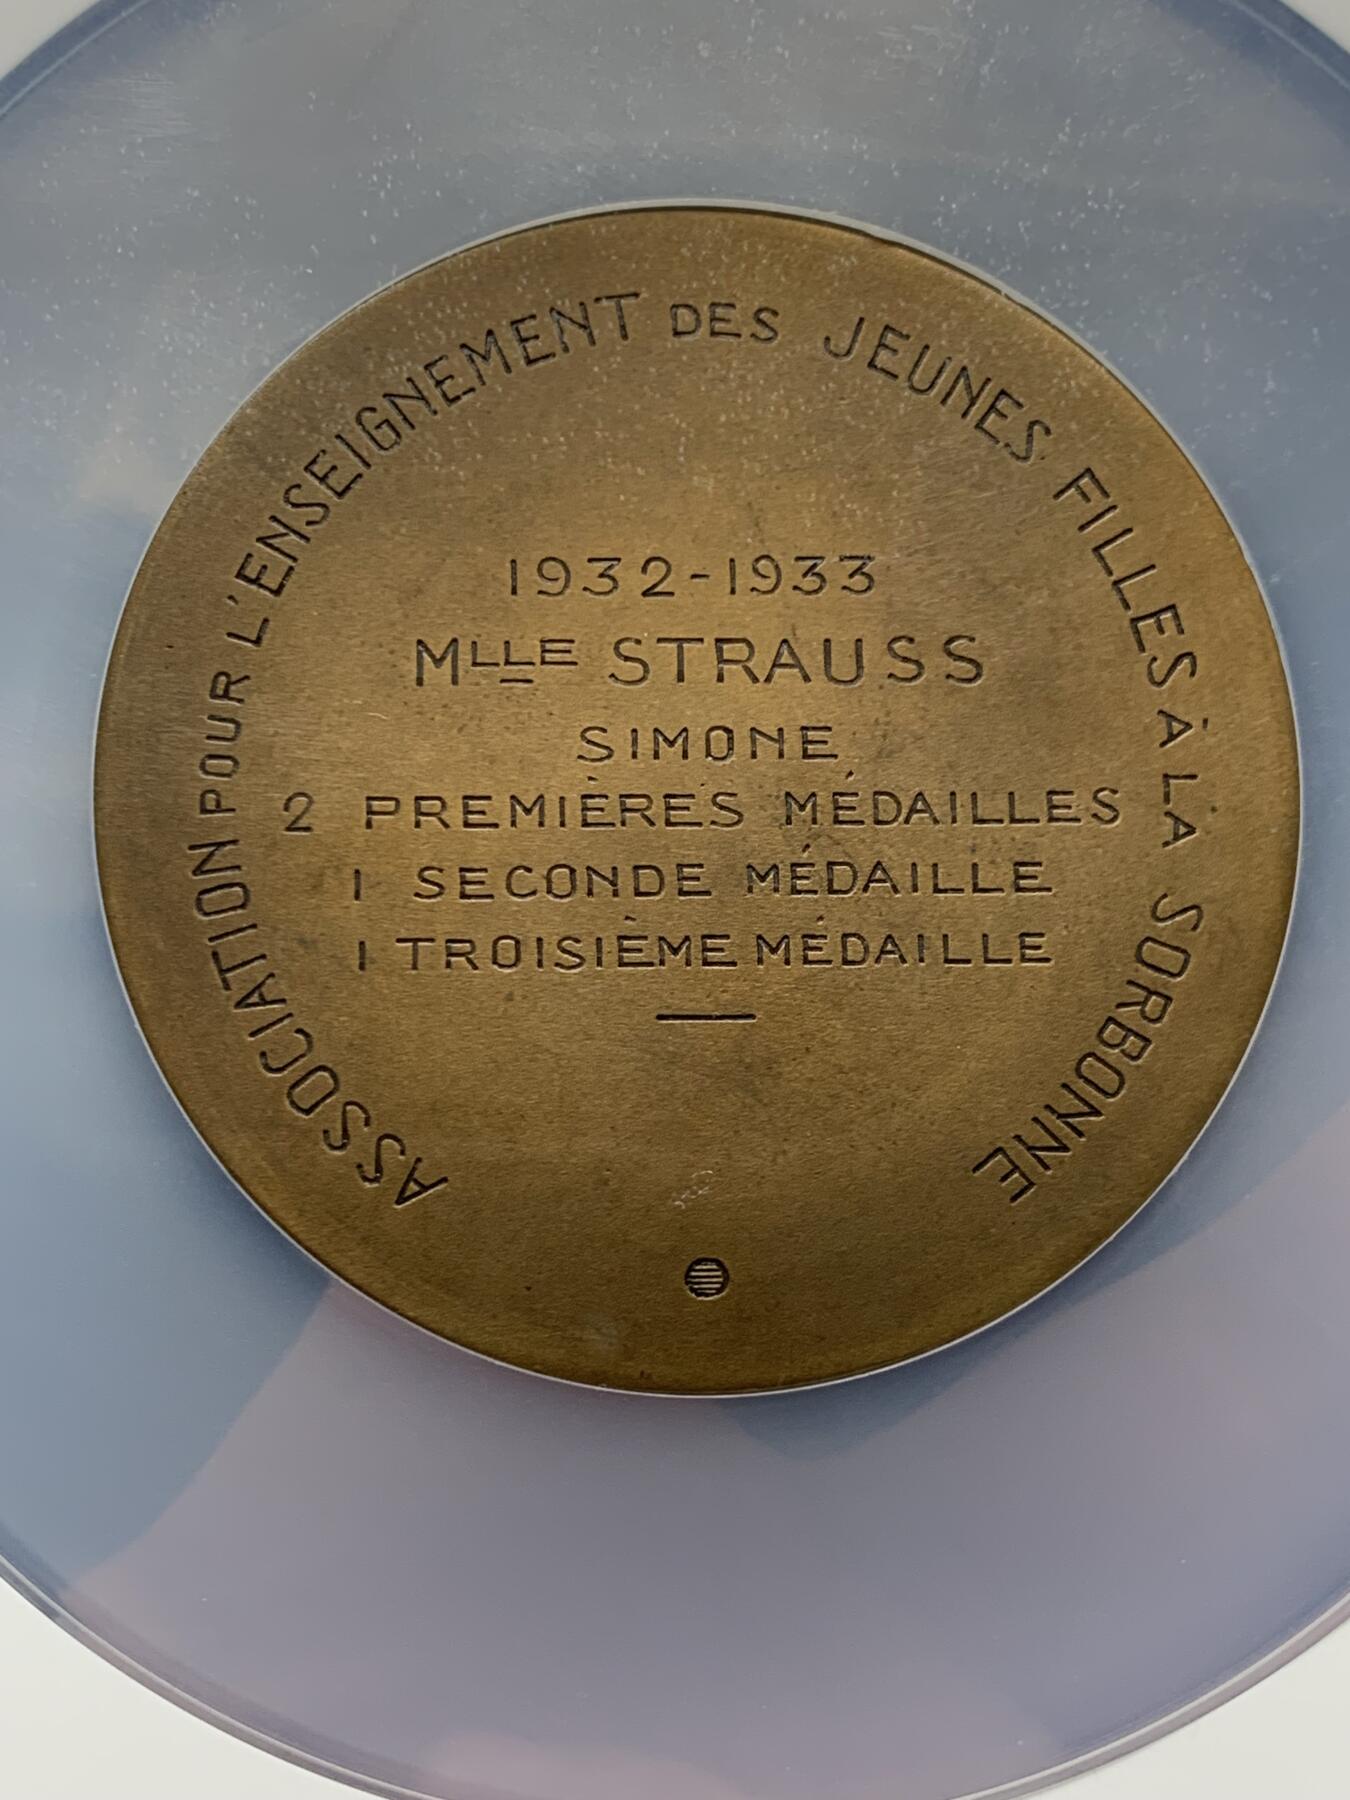 ASSOCIATION POUR L'ENSEIGNEMENT DES JEUNES FILLES À LA SORBONNE
1932-1933
MLLE STRAUSS
SIMONE
2 PREMIÈRES MÉDAILLES
1 SECONDE MÉDAILLE
1 TROISIÈME MÉDAILLE